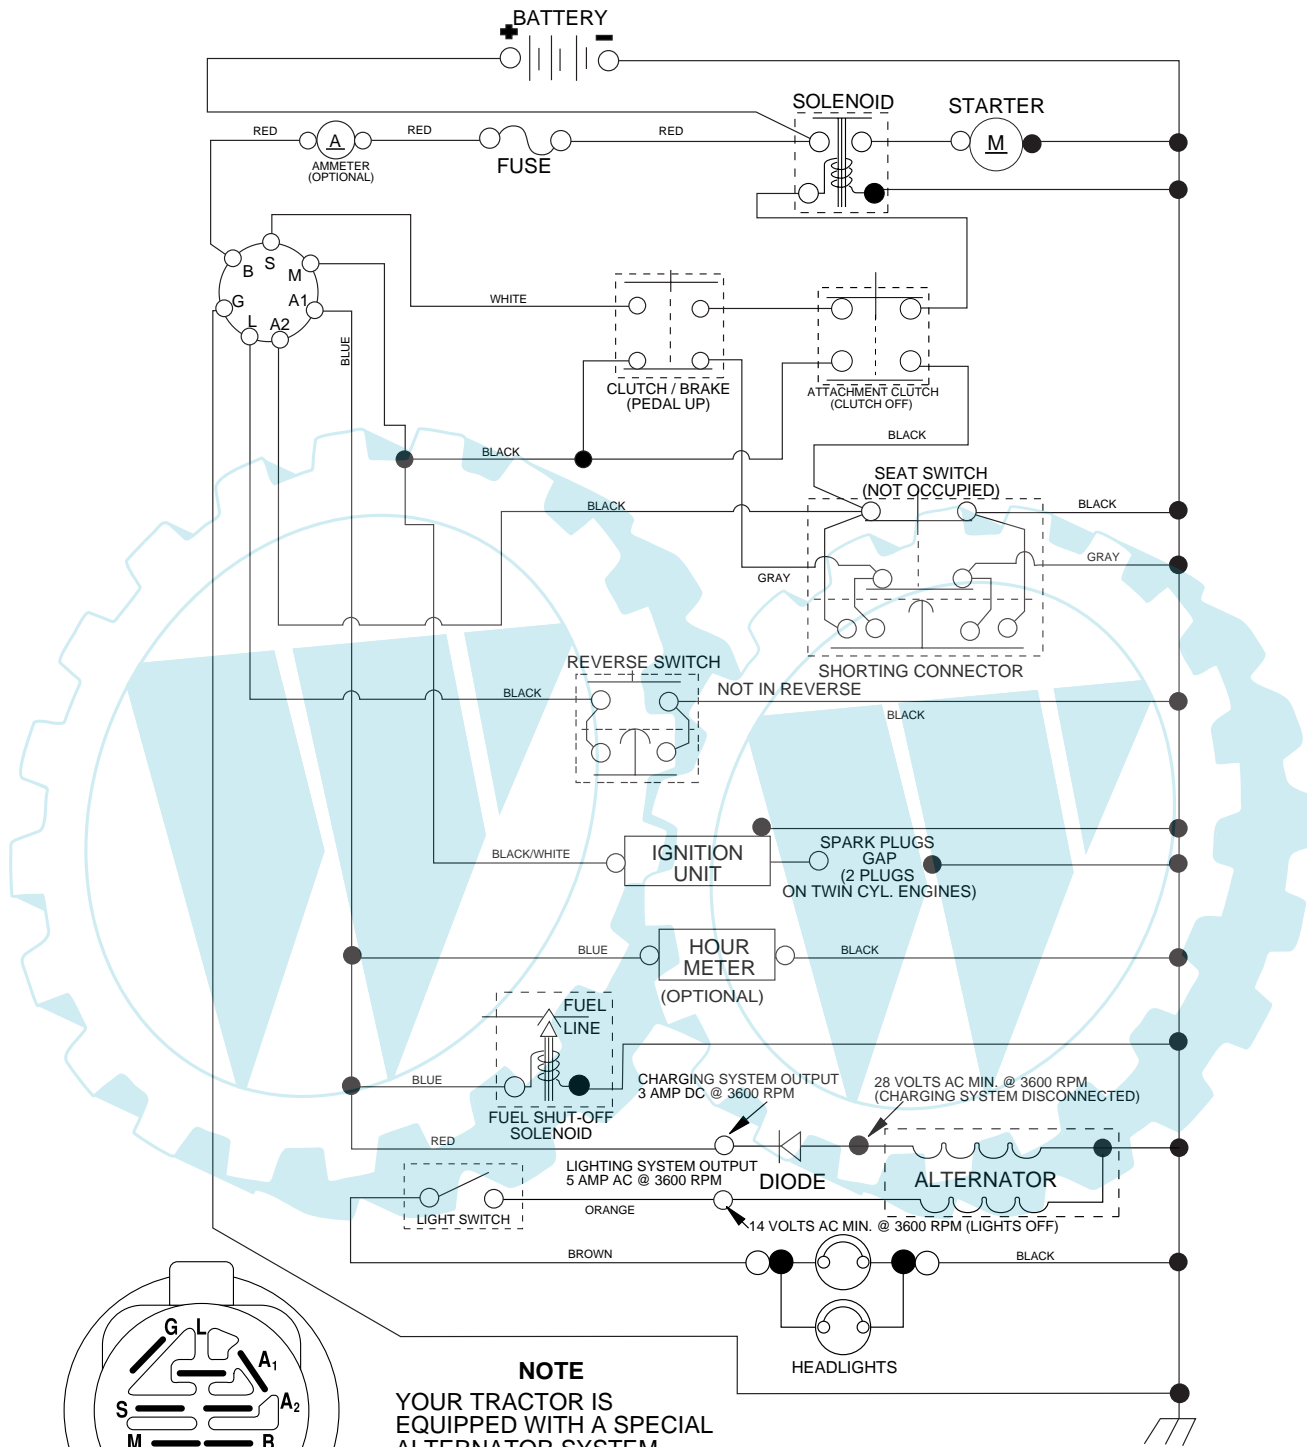 BATTERY
SOLENOID
STARTER
RED
A
RED
RED
M
AMMETER
(OPTIONAL)
FUSE
B
S
M
G
A1
L
A2
WHITE
BLUE
CLUTCH / BRAKE
(PEDAL UP)
ATTACHMENT CLUTCH
(CLUTCH OFF)
BLACK
BLACK
SEAT SWITCH
(NOT OCCUPIED)
BLACK
BLACK
GRAY
GRAY
REVERSE SWITCH
SHORTING CONNECTOR
BLACK
NOT IN REVERSE
BLACK
BLACK/WHITE
IGNITION
UNIT
SPARK PLUGS
GAP
(2 PLUGS
ON TWIN CYL. ENGINES)
BLUE
HOUR
METER
BLACK
(OPTIONAL)
FUEL
LINE
BLUE
CHARGING SYSTEM OUTPUT
3 AMP DC @ 3600 RPM
28 VOLTS AC MIN. @ 3600 RPM
(CHARGING SYSTEM DISCONNECTED)
FUEL SHUT-OFF
SOLENOID
RED
LIGHTING SYSTEM OUTPUT
5 AMP AC @ 3600 RPM
DIODE
ALTERNATOR
LIGHT SWITCH
ORANGE
14 VOLTS AC MIN. @ 3600 RPM (LIGHTS OFF)
BROWN
BLACK
HEADLIGHTS
G
L
A1
A2
S
M
B
NOTE
YOUR TRACTOR IS
EQUIPPED WITH A SPECIAL
ALTERNATOR SYSTEM